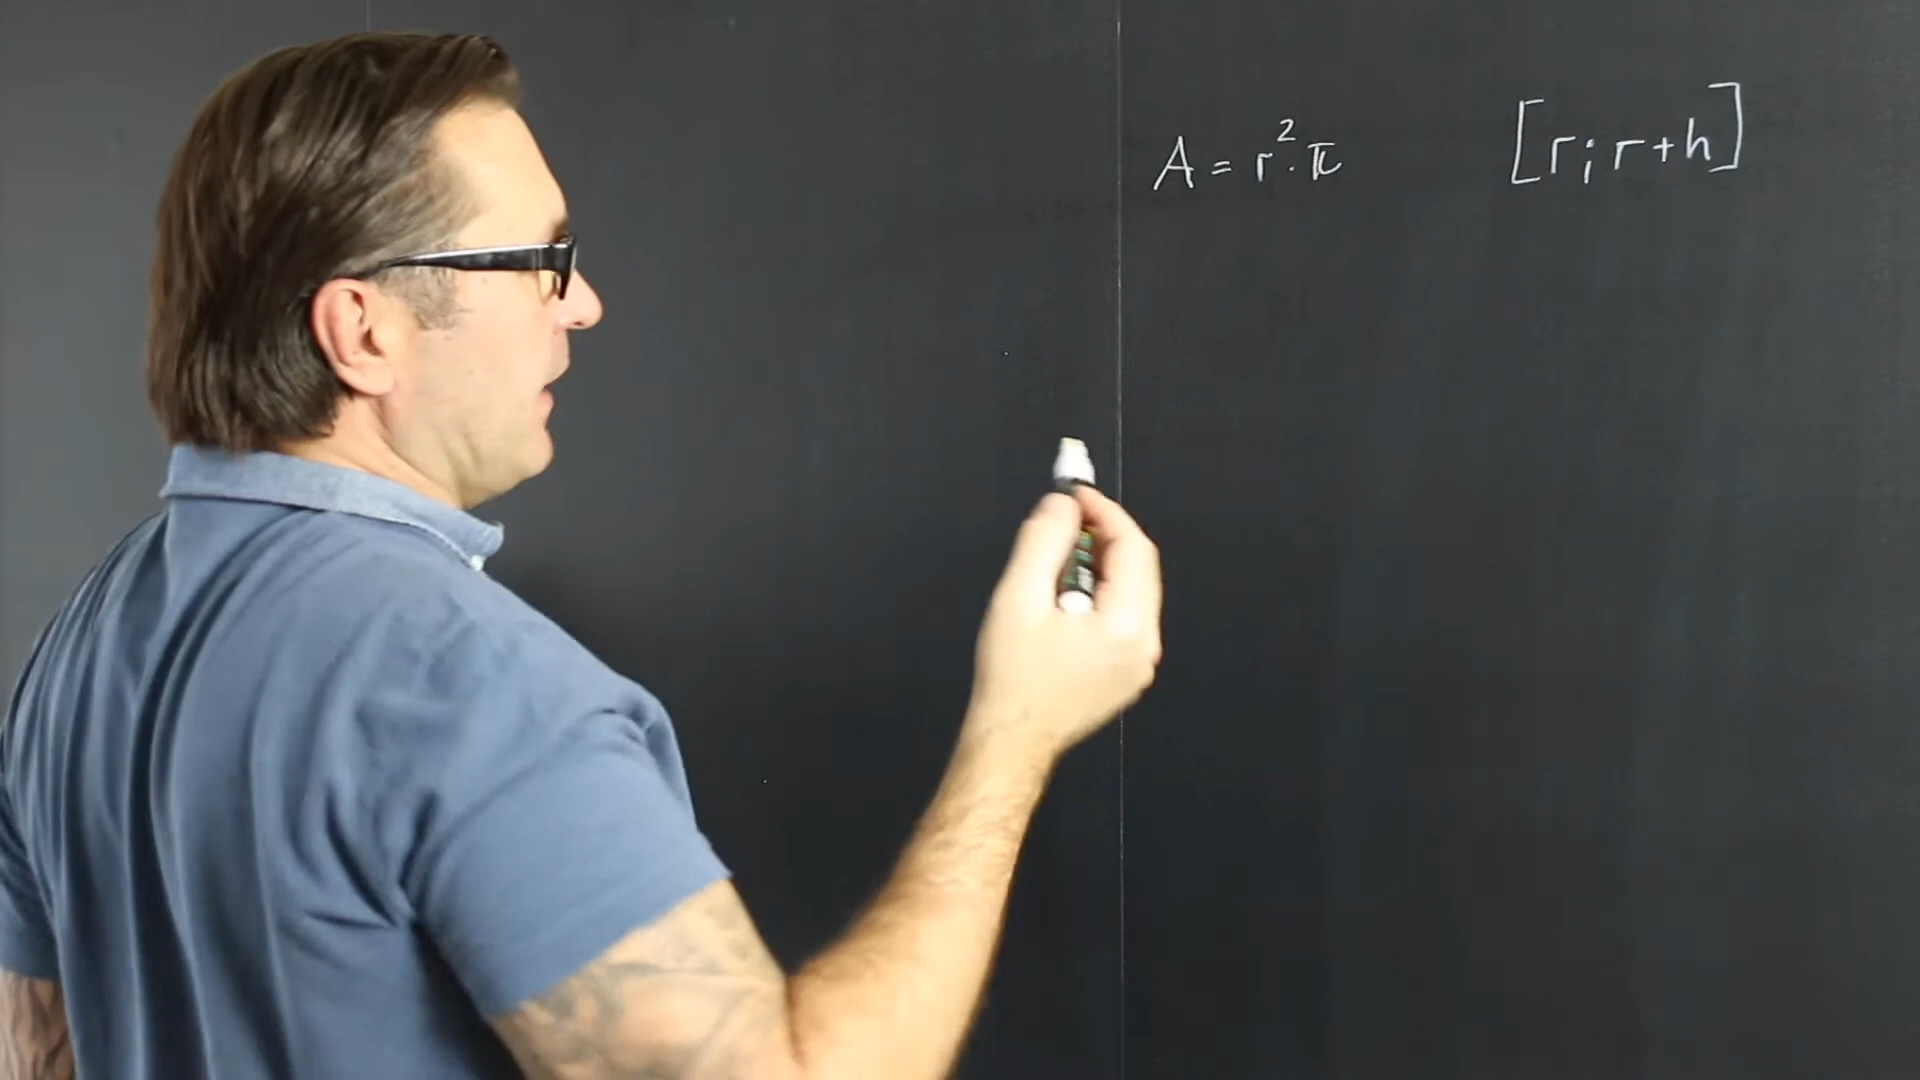 A = r²·π [r; r+h]